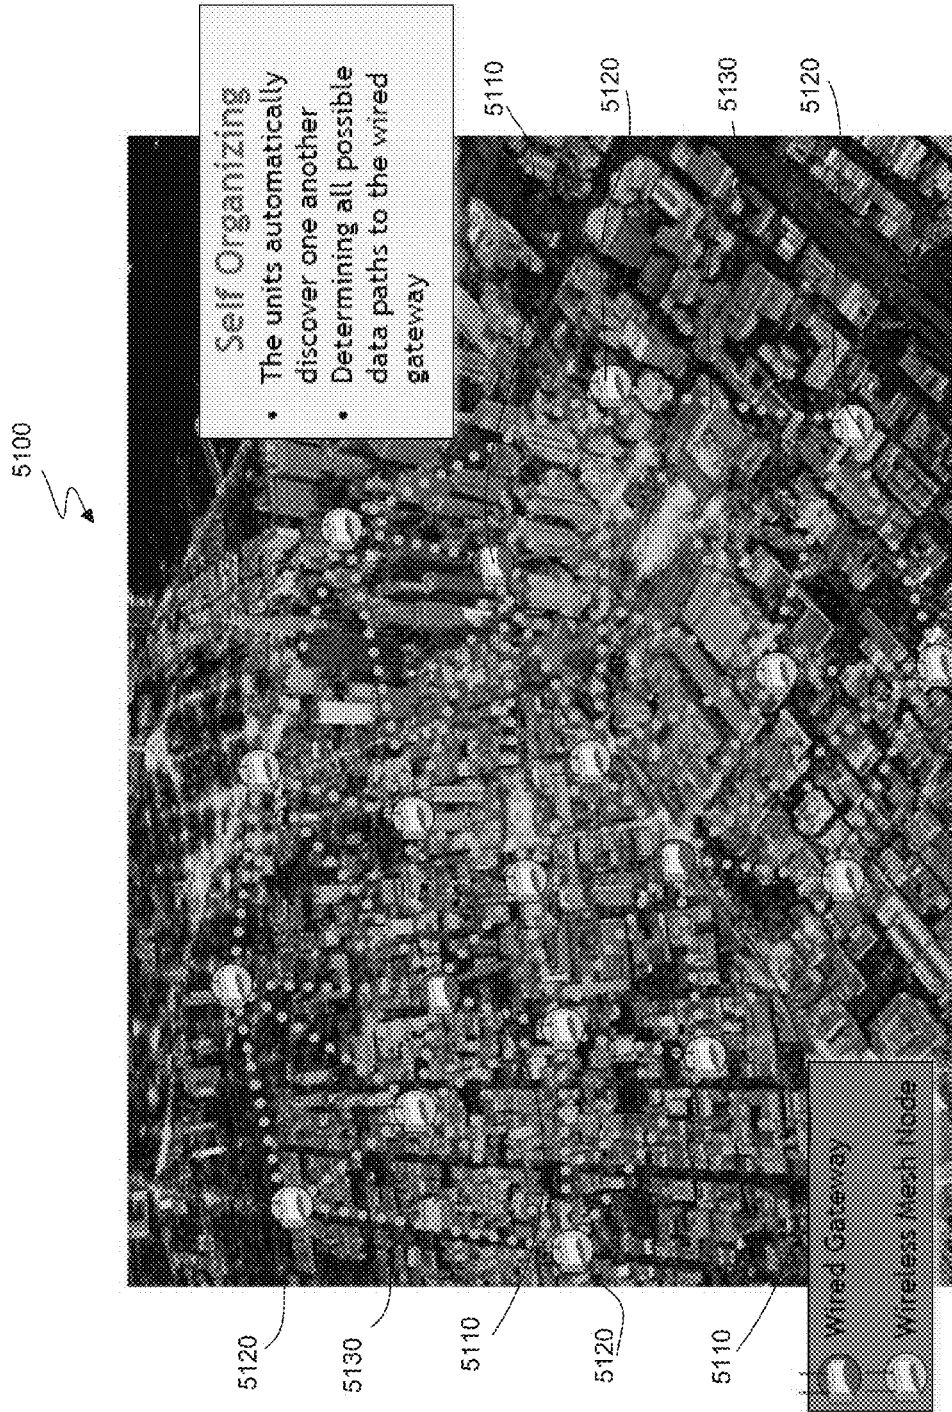 5100
Self Organizing
• The units automatically
discover one another
• Determining all possible
data paths to the wired
gateway
5110
5120
5130
5120
5120
5130
5110
5120
5110
Wired Gateway
Wireless Mesh Node